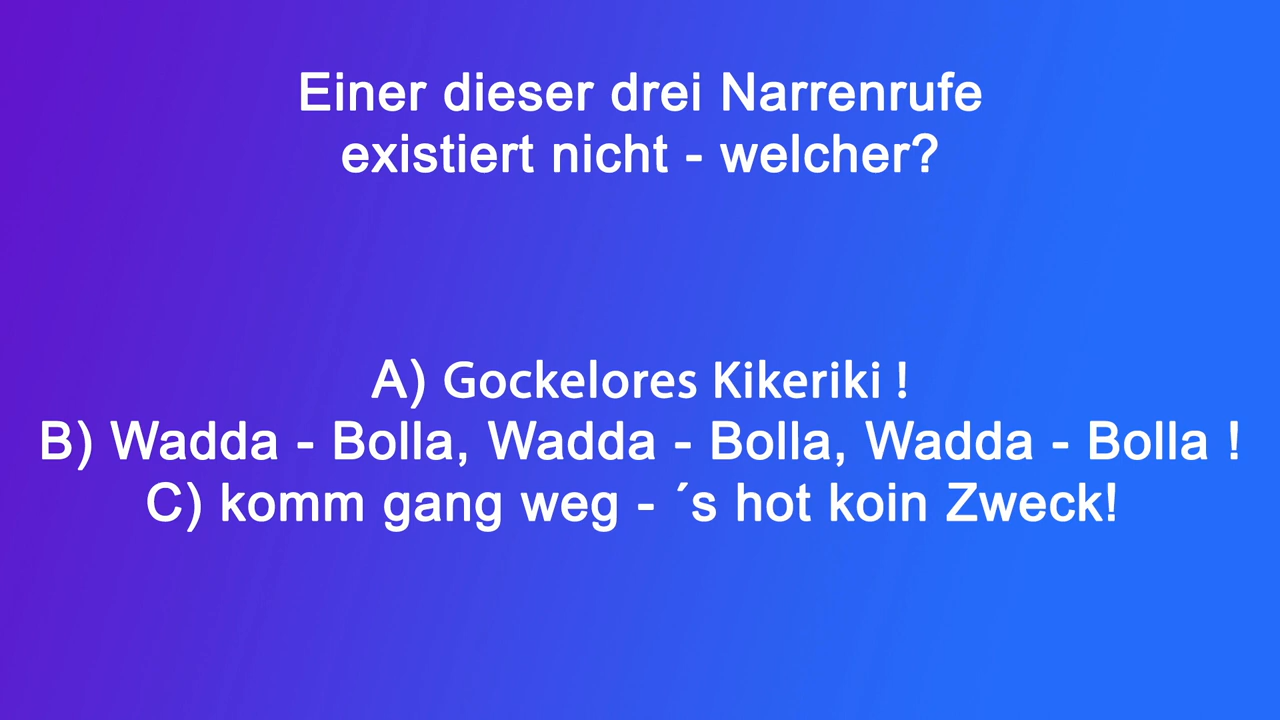 Einer dieser drei Narrenrufe
existiert nicht - welcher?
A) Gockelores Kikeriki !
B) Wadda - Bolla, Wadda - Bolla, Wadda - Bolla !
C) komm gang weg - ´s hot koin Zweck!